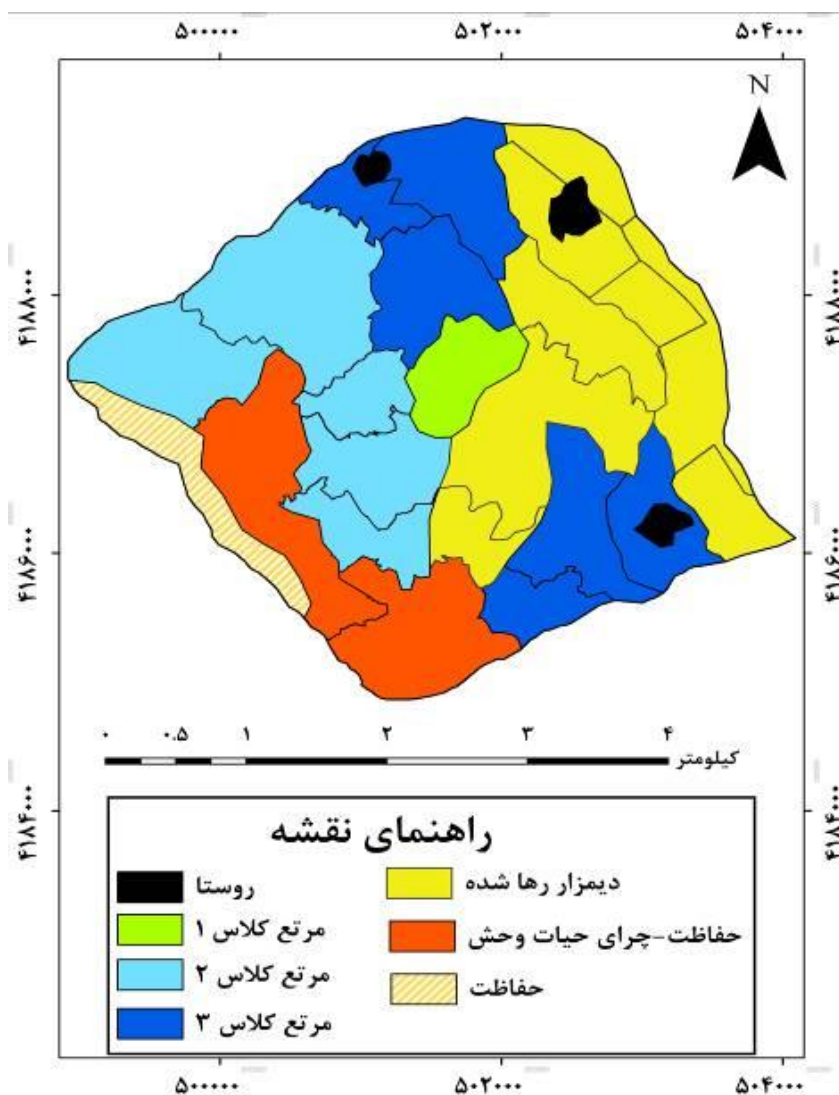 ۵۰۰۰۰۰ ۵۰۲۰۰۰ ۵۰۴۰۰۰
N
۴۱۸۸۰۰۰ ۴۱۸۸۰۰۰
۴۱۸۶۰۰۰ ۴۱۸۶۰۰۰
۰ ۰.۵ ۱ ۲ ۳ ۴
کیلومتر
۴۱۸۴۰۰۰ ۴۱۸۴۰۰۰
راهنمای نقشه
روستا
مرتع کلاس ۱
مرتع کلاس ۲
مرتع کلاس ۳
دیمزار رها شده
حفاظت-چرای حیات وحش
حفاظت
۵۰۰۰۰۰ ۵۰۲۰۰۰ ۵۰۴۰۰۰